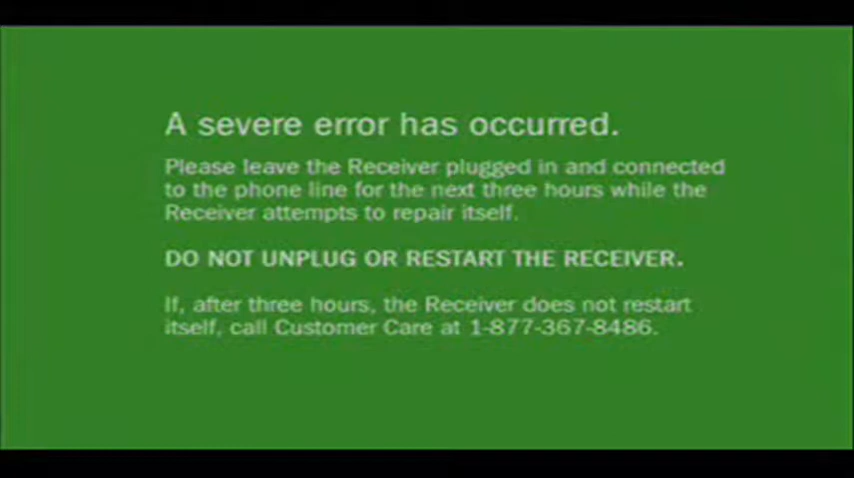 A severe error has occurred.
Please leave the Receiver plugged in and connected
to the phone line for the next three hours while the
Receiver attempts to repair itself.
DO NOT UNPLUG OR RESTART THE RECEIVER.
If, after three hours, the Receiver does not restart
itself, call Customer Care at 1-877-367-8486.